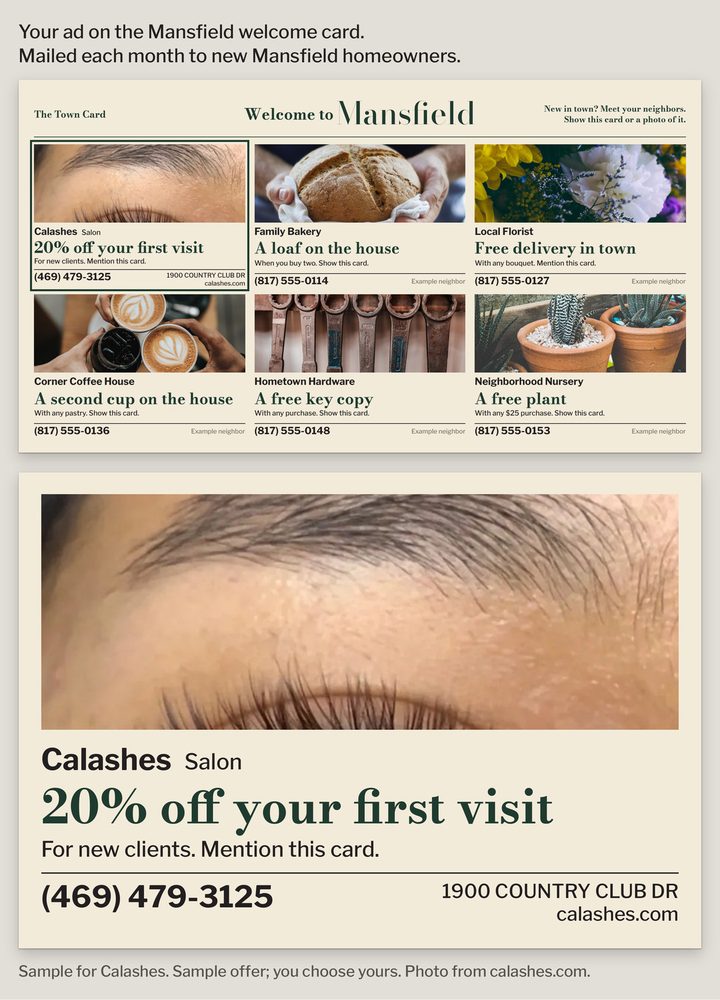 Your ad on the Mansfield welcome card.
Mailed each month to new Mansfield homeowners.
The Town Card
Welcome to Mansfield
New in town? Meet your neighbors.
Show this card or a photo of it.
Calashes Salon
20% off your first visit
For new clients. Mention this card.
(469) 479-3125
1900 COUNTRY CLUB DR
calashes.com
Family Bakery
A loaf on the house
When you buy two. Show this card.
(817) 555-0114
Example neighbor
Local Florist
Free delivery in town
With any bouquet. Mention this card.
(817) 555-0127
Example neighbor
Corner Coffee House
A second cup on the house
With any pastry. Show this card.
(817) 555-0136
Example neighbor
Hometown Hardware
A free key copy
With any purchase. Show this card.
(817) 555-0148
Example neighbor
Neighborhood Nursery
A free plant
With any $25 purchase. Show this card.
(817) 555-0153
Example neighbor
Calashes Salon
20% off your first visit
For new clients. Mention this card.
(469) 479-3125
1900 COUNTRY CLUB DR
calashes.com
Sample for Calashes. Sample offer; you choose yours. Photo from calashes.com.